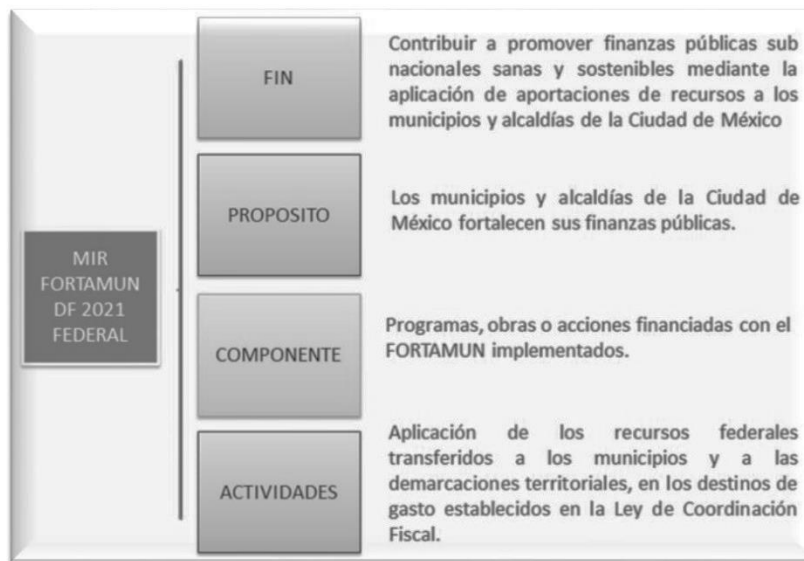 MIR
FORTAMUN
DF 2021
FEDERAL
FIN
Contribuir a promover finanzas públicas sub
nacionales sanas y sostenibles mediante la
aplicación de aportaciones de recursos a los
municipios y alcaldías de la Ciudad de México
PROPOSITO
Los municipios y alcaldías de la Ciudad de
México fortalecen sus finanzas públicas.
COMPONENTE
Programas, obras o acciones financiadas con el
FORTAMUN implementados.
ACTIVIDADES
Aplicación de los recursos federales
transferidos a los municipios y a las
demarcaciones territoriales, en los destinos de
gasto establecidos en la Ley de Coordinación
Fiscal.